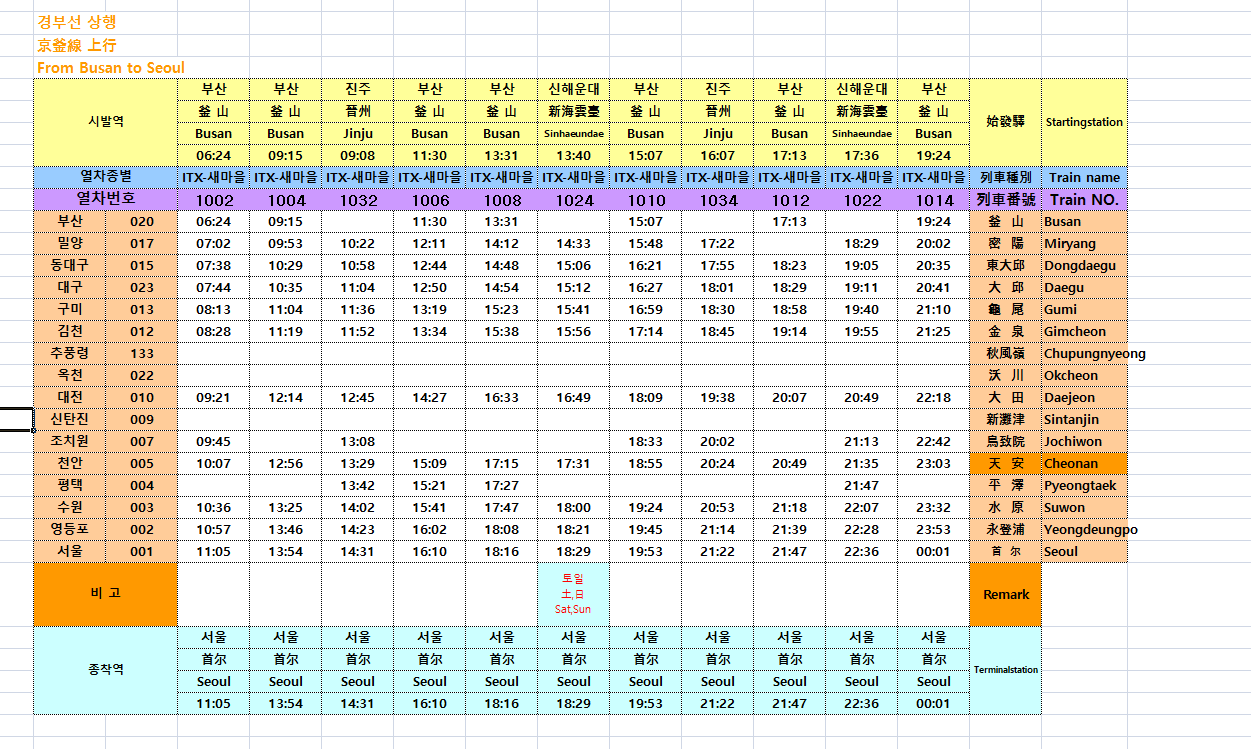 경부선 상행
京釜線 上行
From Busan to Seoul
부산 부산 진주 부산 부산 신해운대 부산 진주 부산 신해운대 부산
釜 山 釜 山 晉州 釜 山 釜 山 新海雲臺 釜 山 晉州 釜 山 新海雲臺 釜 山
시발역 始發驛 Startingstation
Busan Busan Jinju Busan Busan Sinhaeundae Busan Jinju Busan Sinhaeundae Busan
06:24 09:15 09:08 11:30 13:31 13:40 15:07 16:07 17:13 17:36 19:24
열차종별 ITX-새마을 ITX-새마을 ITX-새마을 ITX-새마을 ITX-새마을 ITX-새마을 ITX-새마을 ITX-새마을 ITX-새마을 ITX-새마을 ITX-새마을 列車種別 Train name
열차번호 1002 1004 1032 1006 1008 1024 1010 1034 1012 1022 1014 列車番號 Train NO.
부산 020 06:24 09:15 11:30 13:31 15:07 17:13 19:24 釜 山 Busan
밀양 017 07:02 09:53 10:22 12:11 14:12 14:33 15:48 17:22 18:29 20:02 密 陽 Miryang
동대구 015 07:38 10:29 10:58 12:44 14:48 15:06 16:21 17:55 18:23 19:05 20:35 東大邱 Dongdaegu
대구 023 07:44 10:35 11:04 12:50 14:54 15:12 16:27 18:01 18:29 19:11 20:41 大 邱 Daegu
구미 013 08:13 11:04 11:36 13:19 15:23 15:41 16:59 18:30 18:58 19:40 21:10 龜 尾 Gumi
김천 012 08:28 11:19 11:52 13:34 15:38 15:56 17:14 18:45 19:14 19:55 21:25 金 泉 Gimcheon
추풍령 133 秋風嶺 Chupungnyeong
옥천 022 沃 川 Okcheon
대전 010 09:21 12:14 12:45 14:27 16:33 16:49 18:09 19:38 20:07 20:49 22:18 大 田 Daejeon
신탄진 009 新灘津 Sintanjin
조치원 007 09:45 13:08 18:33 20:02 21:13 22:42 鳥致院 Jochiwon
천안 005 10:07 12:56 13:29 15:09 17:15 17:31 18:55 20:24 20:49 21:35 23:03 天 安 Cheonan
평택 004 13:42 15:21 17:27 21:47 平 澤 Pyeongtaek
수원 003 10:36 13:25 14:02 15:41 17:47 18:00 19:24 20:53 21:18 22:07 23:32 水 原 Suwon
영등포 002 10:57 13:46 14:23 16:02 18:08 18:21 19:45 21:14 21:39 22:28 23:53 永登浦 Yeongdeungpo
서울 001 11:05 13:54 14:31 16:10 18:16 18:29 19:53 21:22 21:47 22:36 00:01 首 尔 Seoul
토일
비 고 土,日 Remark
Sat,Sun
서울 서울 서울 서울 서울 서울 서울 서울 서울 서울 서울
首尔 首尔 首尔 首尔 首尔 首尔 首尔 首尔 首尔 首尔 首尔
종착역 Terminalstation
Seoul Seoul Seoul Seoul Seoul Seoul Seoul Seoul Seoul Seoul Seoul
11:05 13:54 14:31 16:10 18:16 18:29 19:53 21:22 21:47 22:36 00:01